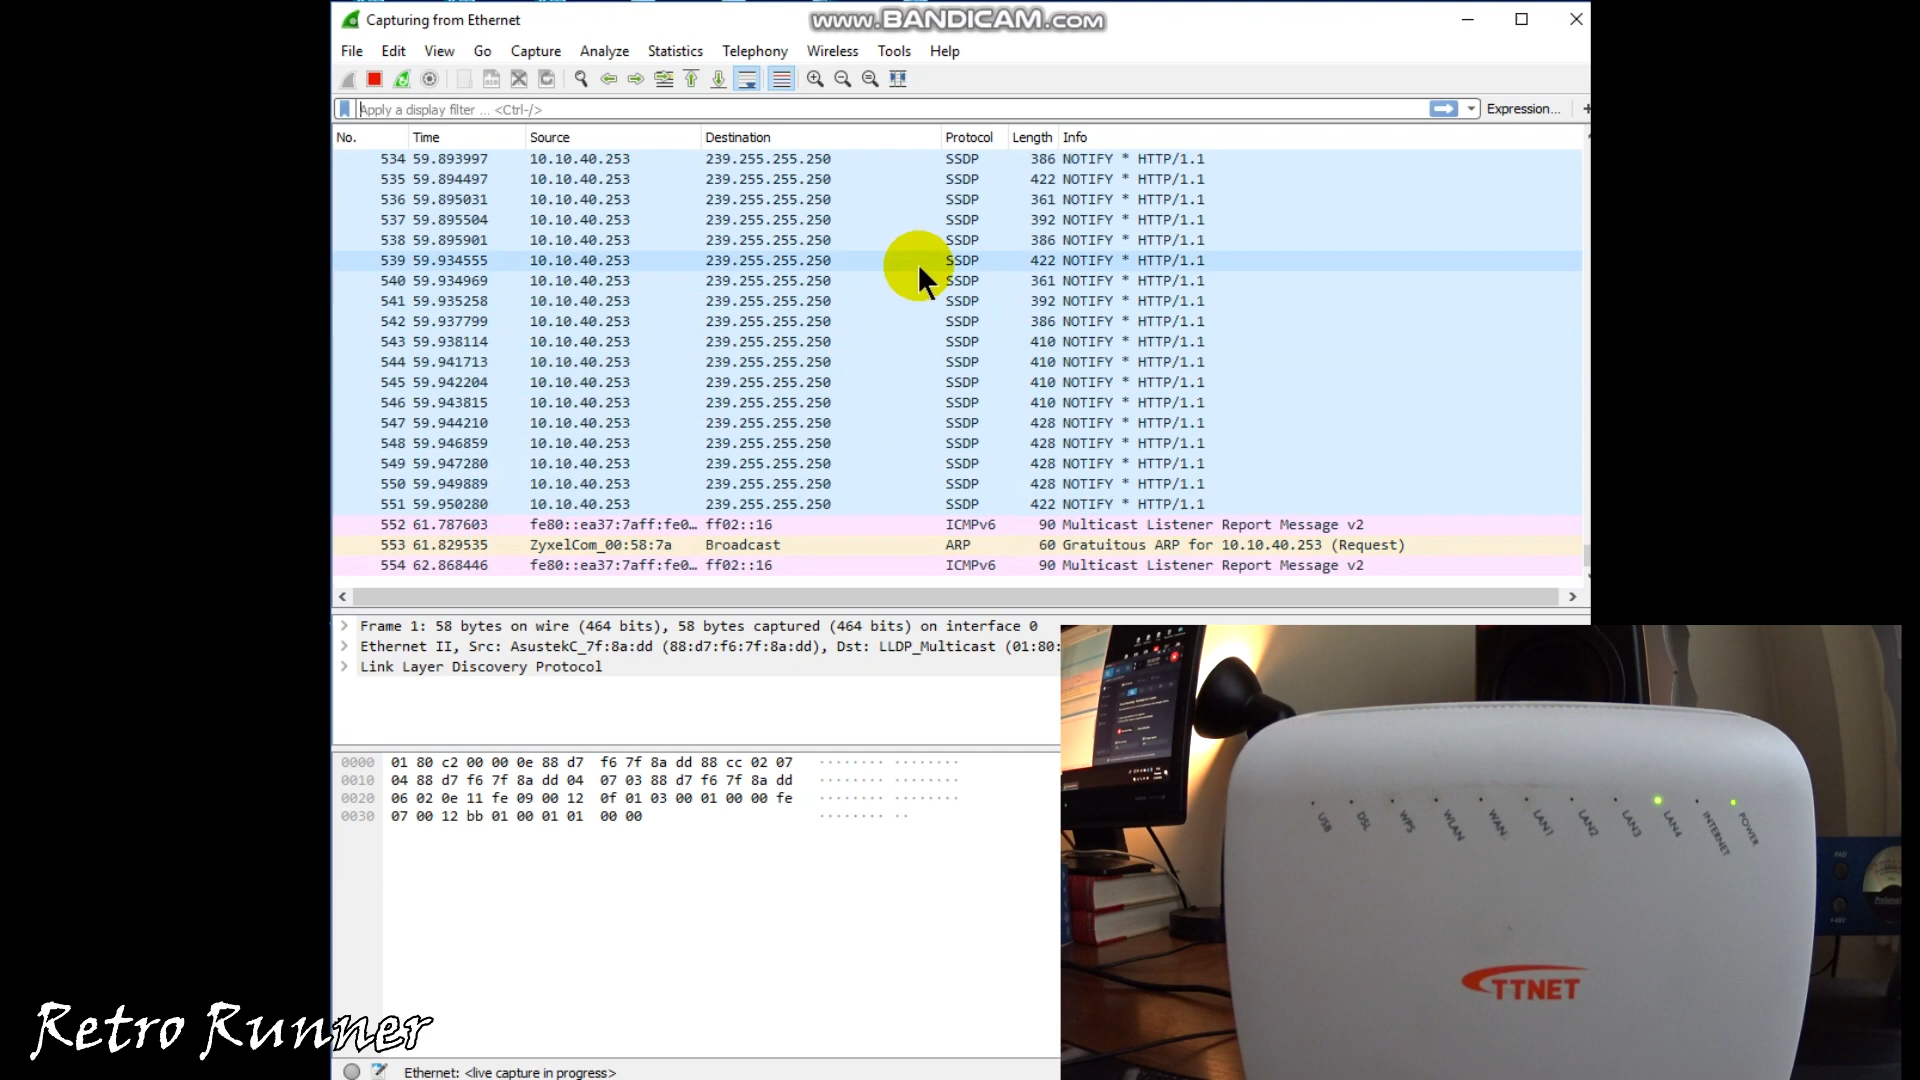 Capturing from Ethernet
www.BANDICAM.com
File Edit View Go Capture Analyze Statistics Telephony Wireless Tools Help
Apply a display filter ... <Ctrl-/>
Expression... +
No. Time Source Destination Protocol Length Info
534 59.893997 10.10.40.253 239.255.255.250 SSDP 386 NOTIFY * HTTP/1.1
535 59.894497 10.10.40.253 239.255.255.250 SSDP 422 NOTIFY * HTTP/1.1
536 59.895031 10.10.40.253 239.255.255.250 SSDP 361 NOTIFY * HTTP/1.1
537 59.895504 10.10.40.253 239.255.255.250 SSDP 392 NOTIFY * HTTP/1.1
538 59.895901 10.10.40.253 239.255.255.250 SSDP 386 NOTIFY * HTTP/1.1
539 59.934555 10.10.40.253 239.255.255.250 SSDP 422 NOTIFY * HTTP/1.1
540 59.934969 10.10.40.253 239.255.255.250 SSDP 361 NOTIFY * HTTP/1.1
541 59.935258 10.10.40.253 239.255.255.250 SSDP 392 NOTIFY * HTTP/1.1
542 59.937799 10.10.40.253 239.255.255.250 SSDP 386 NOTIFY * HTTP/1.1
543 59.938114 10.10.40.253 239.255.255.250 SSDP 410 NOTIFY * HTTP/1.1
544 59.941713 10.10.40.253 239.255.255.250 SSDP 410 NOTIFY * HTTP/1.1
545 59.942204 10.10.40.253 239.255.255.250 SSDP 410 NOTIFY * HTTP/1.1
546 59.943815 10.10.40.253 239.255.255.250 SSDP 410 NOTIFY * HTTP/1.1
547 59.944210 10.10.40.253 239.255.255.250 SSDP 428 NOTIFY * HTTP/1.1
548 59.946859 10.10.40.253 239.255.255.250 SSDP 428 NOTIFY * HTTP/1.1
549 59.947280 10.10.40.253 239.255.255.250 SSDP 428 NOTIFY * HTTP/1.1
550 59.949889 10.10.40.253 239.255.255.250 SSDP 428 NOTIFY * HTTP/1.1
551 59.950280 10.10.40.253 239.255.255.250 SSDP 422 NOTIFY * HTTP/1.1
552 61.787603 fe80::ea37:7aff:fe0… ff02::16 ICMPv6 90 Multicast Listener Report Message v2
553 61.829535 ZyxelCom_00:58:7a Broadcast ARP 60 Gratuitous ARP for 10.10.40.253 (Request)
554 62.868446 fe80::ea37:7aff:fe0… ff02::16 ICMPv6 90 Multicast Listener Report Message v2
Frame 1: 58 bytes on wire (464 bits), 58 bytes captured (464 bits) on interface 0
Ethernet II, Src: AsustekC_7f:8a:dd (88:d7:f6:7f:8a:dd), Dst: LLDP_Multicast (01:80:
Link Layer Discovery Protocol
0000 01 80 c2 00 00 0e 88 d7 f6 7f 8a dd 88 cc 02 07 ········ ········
0010 04 88 d7 f6 7f 8a dd 04 07 03 88 d7 f6 7f 8a dd ········ ········
0020 06 02 0e 11 fe 09 00 12 0f 01 03 00 01 00 00 fe ········ ········
0030 07 00 12 bb 01 00 01 01 00 00 ········ ··
USB DSL WPS WLAN WAN LAN1 LAN2 LAN3 LAN4 INTERNET POWER
TTNET
Retro Runner
Ethernet: <live capture in progress>